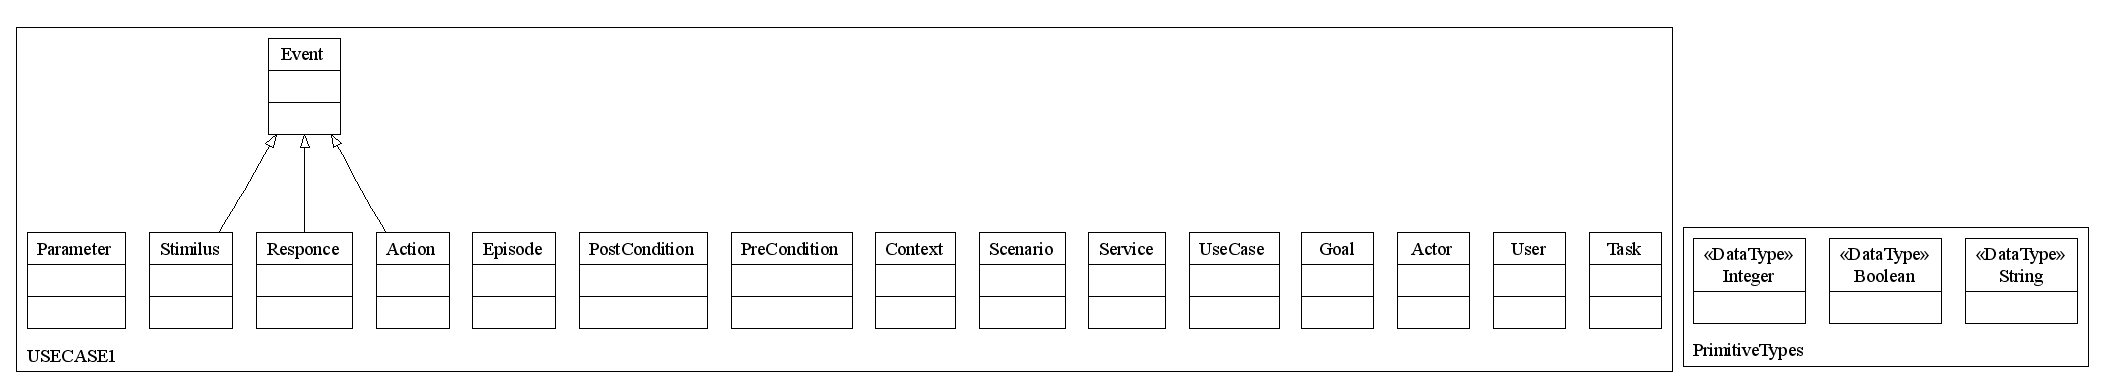 Event
Parameter
Stimilus
Responce
Action
Episode
PostCondition
PreCondition
Context
Scenario
Service
UseCase
Goal
Actor
User
Task
USECASE1
«DataType»
Integer
«DataType»
Boolean
«DataType»
String
PrimitiveTypes